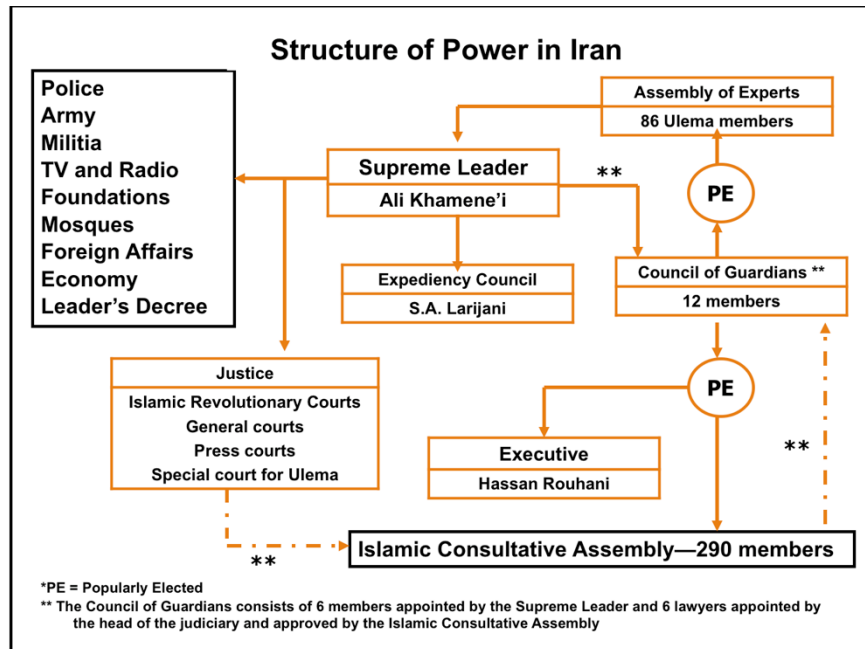 Structure of Power in Iran
Police
Army
Militia
TV and Radio
Foundations
Mosques
Foreign Affairs
Economy
Leader's Decree
Assembly of Experts
86 Ulema members
Supreme Leader
Ali Khamene'i
**
PE
Expediency Council
S.A. Larijani
Council of Guardians **
12 members
Justice
Islamic Revolutionary Courts
General courts
Press courts
Special court for Ulema
PE
Executive
Hassan Rouhani
**
**
Islamic Consultative Assembly—290 members
*PE = Popularly Elected
** The Council of Guardians consists of 6 members appointed by the Supreme Leader and 6 lawyers appointed by
the head of the judiciary and approved by the Islamic Consultative Assembly